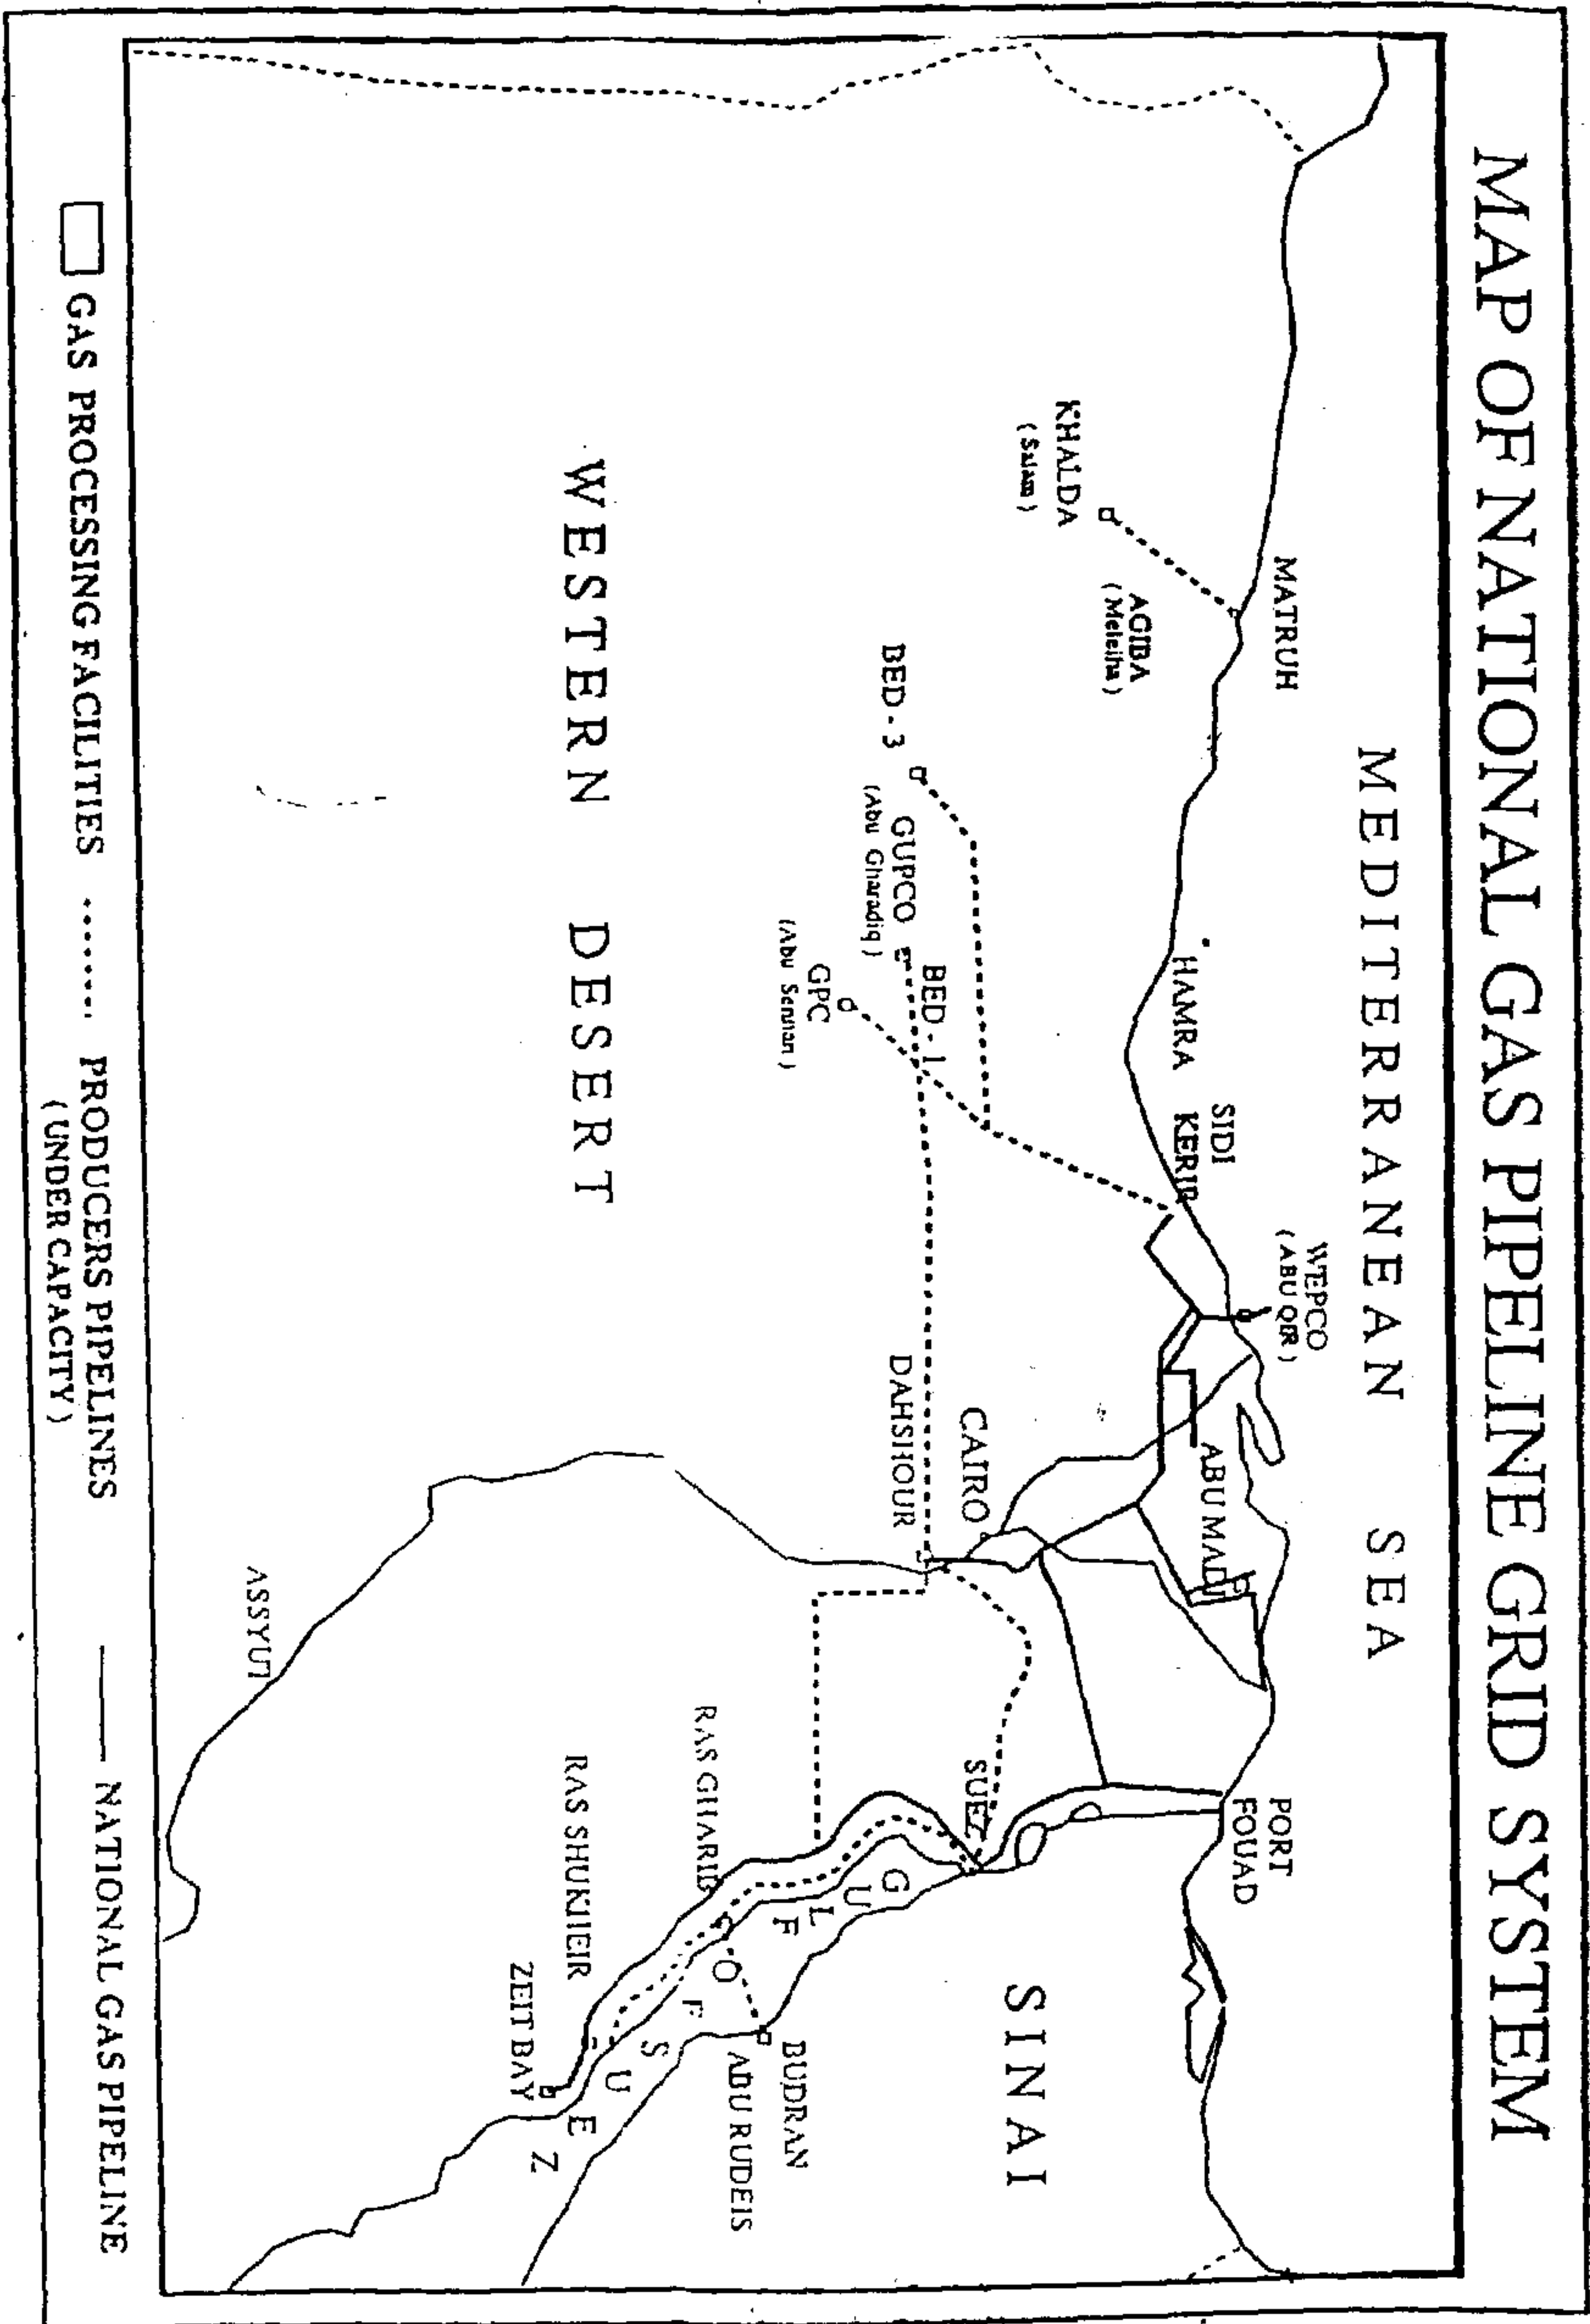 MAP OF NATIONAL GAS PIPELINE GRID SYSTEM
MEDITERRANEAN SEA
MATRUH
KHALDA
( Salam )
AGIBA
( Meleiha )
HAMRA
SIDI
KERIR
WEPCO
( ABU QIR )
ABU MADI
PORT
FOUAD
BED - 3
GUPCO
(Abu Gharadiq )
BED - 1
GPC
(Abu Sennan )
CAIRO
DAHSHOUR
SUEZ
SINAI
WESTERN DESERT
GULF OF SUEZ
RAS GHARIB
RAS SHUKHEIR
ZEIT BAY
BUDRAN
ABU RUDEIS
ASSYUT
GAS PROCESSING FACILITIES
PRODUCERS PIPELINES
( UNDER CAPACITY )
NATIONAL GAS PIPELINE